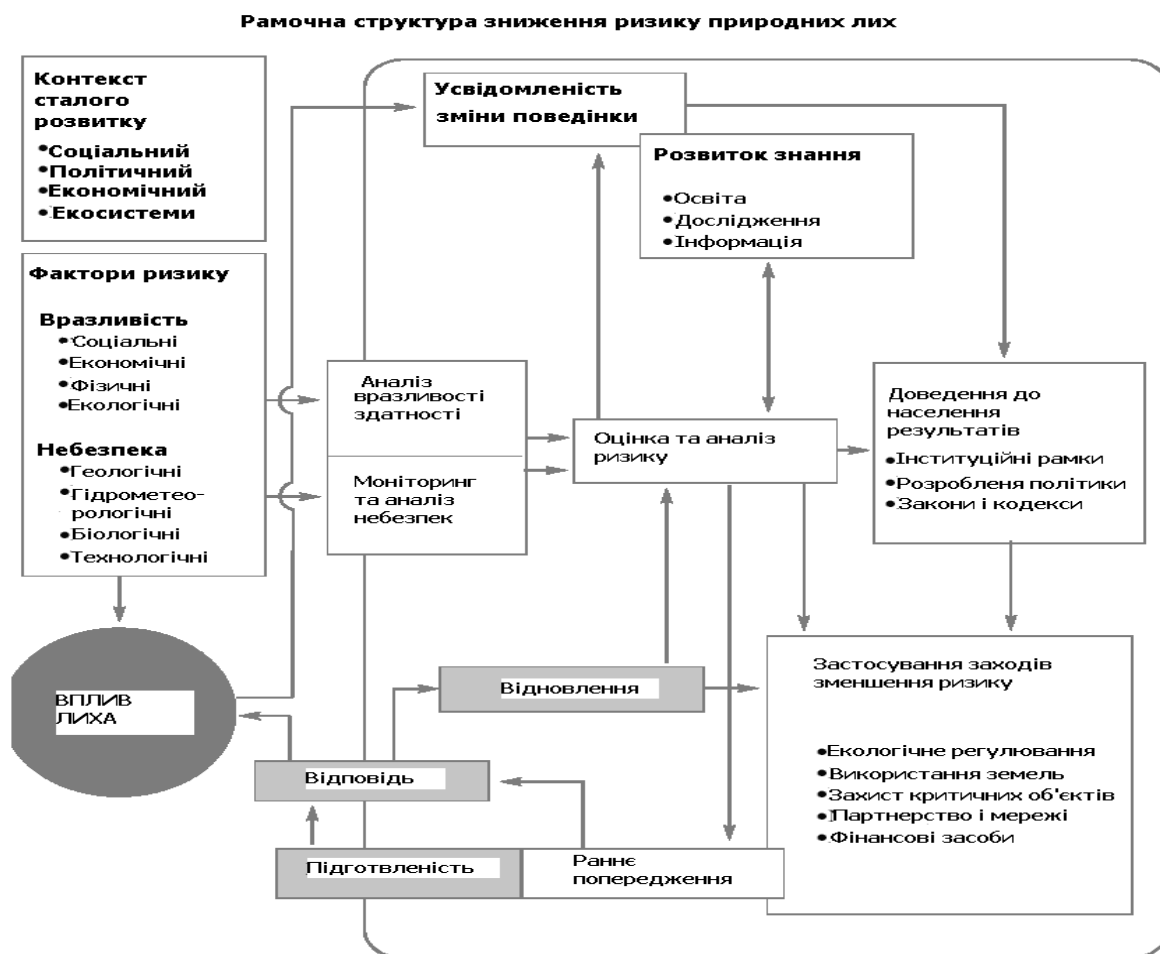 Рамочна структура зниження ризику природних лих
Контекст
сталого
розвитку
•Соціальний
•Політичний
•Економічний
•Екосистеми
Усвідомленість
зміни поведінки
Розвиток знання
•Освіта
•Дослідження
•Інформація
Фактори ризику
Вразливість
•Соціальні
•Економічні
•Фізичні
•Екологічні
Небезпека
•Геологічні
•Гідрометео-
рологічні
•Біологічні
•Технологічні
Аналіз
вразливості
здатності
Моніторинг
та аналіз
небезпек
Оцінка та аналіз
ризику
Доведення до
населення
результатів
•Інституційні рамки
•Розробленя політики
•Закони і кодекси
ВПЛИВ
ЛИХА
Відновлення
Відповідь
Підготвленість
Раннє
попередження
Застосування заходів
зменшення ризику
•Екологічне регулювання
•Використання земель
•Захист критичних об'єктів
•Партнерство і мережі
•Фінансові засоби